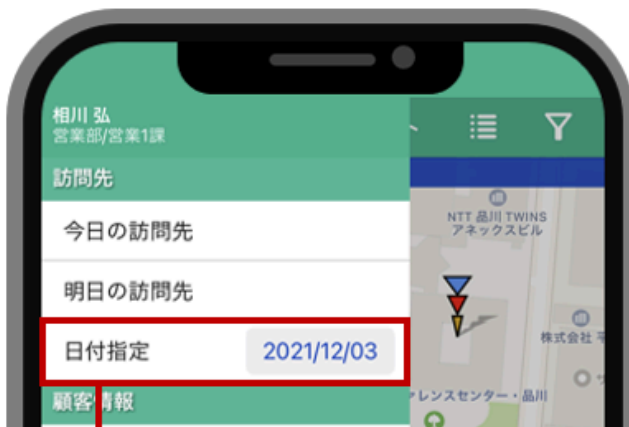 相川 弘
営業部/営業1課
訪問先
今日の訪問先
明日の訪問先
日付指定 2021/12/03
顧客情報
NTT 品川 TWINS
アネックスビル
株式会社
レンスセンター・品川